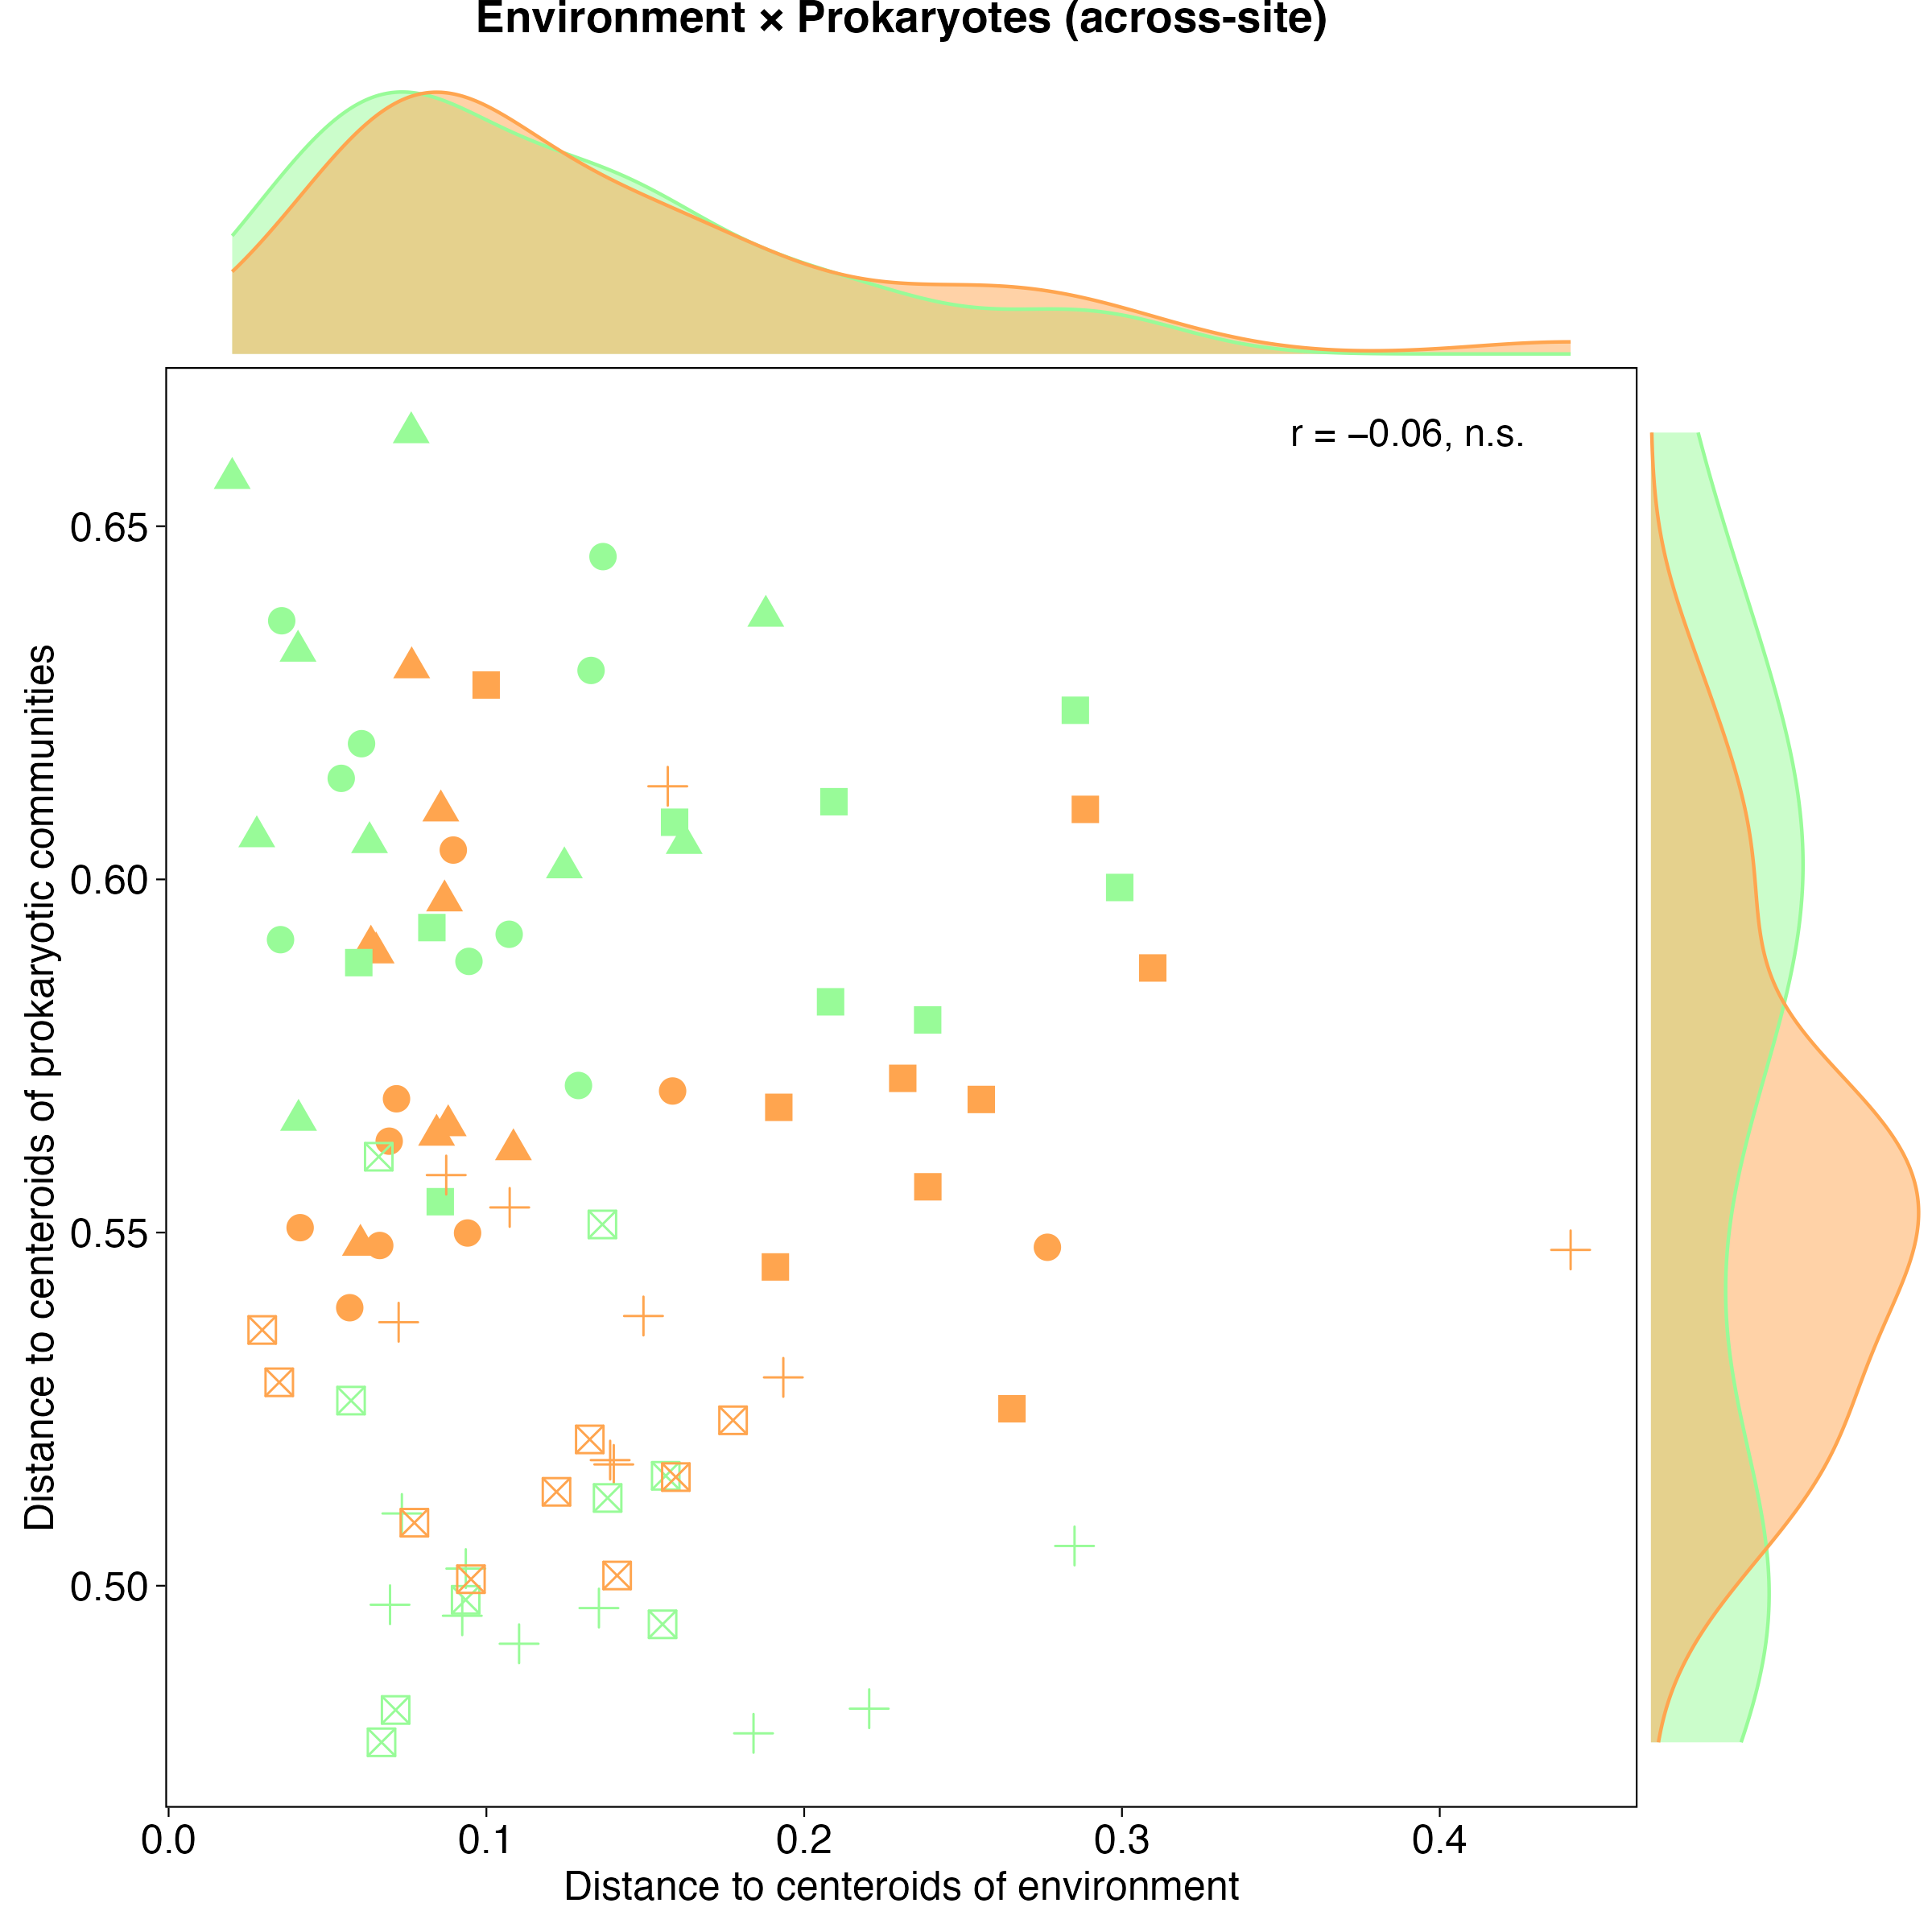 Environment × Prokaryotes (across-site)
r = −0.06, n.s.
Distance to centeroids of prokaryotic communities
0.65
0.60
0.55
0.50
0.0 0.1 0.2 0.3 0.4
Distance to centeroids of environment